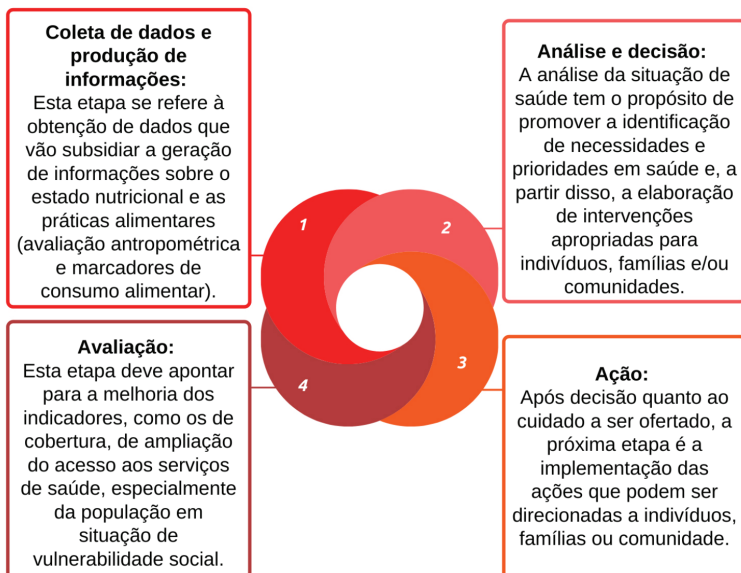 Coleta de dados e
produção de
informações:
Esta etapa se refere à
obtenção de dados que
vão subsidiar a geração
de informações sobre o
estado nutricional e as
práticas alimentares
(avaliação antropométrica
e marcadores de
consumo alimentar).
1
2
Análise e decisão:
A análise da situação de
saúde tem o propósito de
promover a identificação
de necessidades e
prioridades em saúde e, a
partir disso, a elaboração
de intervenções
apropriadas para
indivíduos, famílias e/ou
comunidades.
3
Ação:
Após decisão quanto ao
cuidado a ser ofertado, a
próxima etapa é a
implementação das
ações que podem ser
direcionadas a indivíduos,
famílias ou comunidade.
4
Avaliação:
Esta etapa deve apontar
para a melhoria dos
indicadores, como os de
cobertura, de ampliação
do acesso aos serviços
de saúde, especialmente
da população em
situação de
vulnerabilidade social.